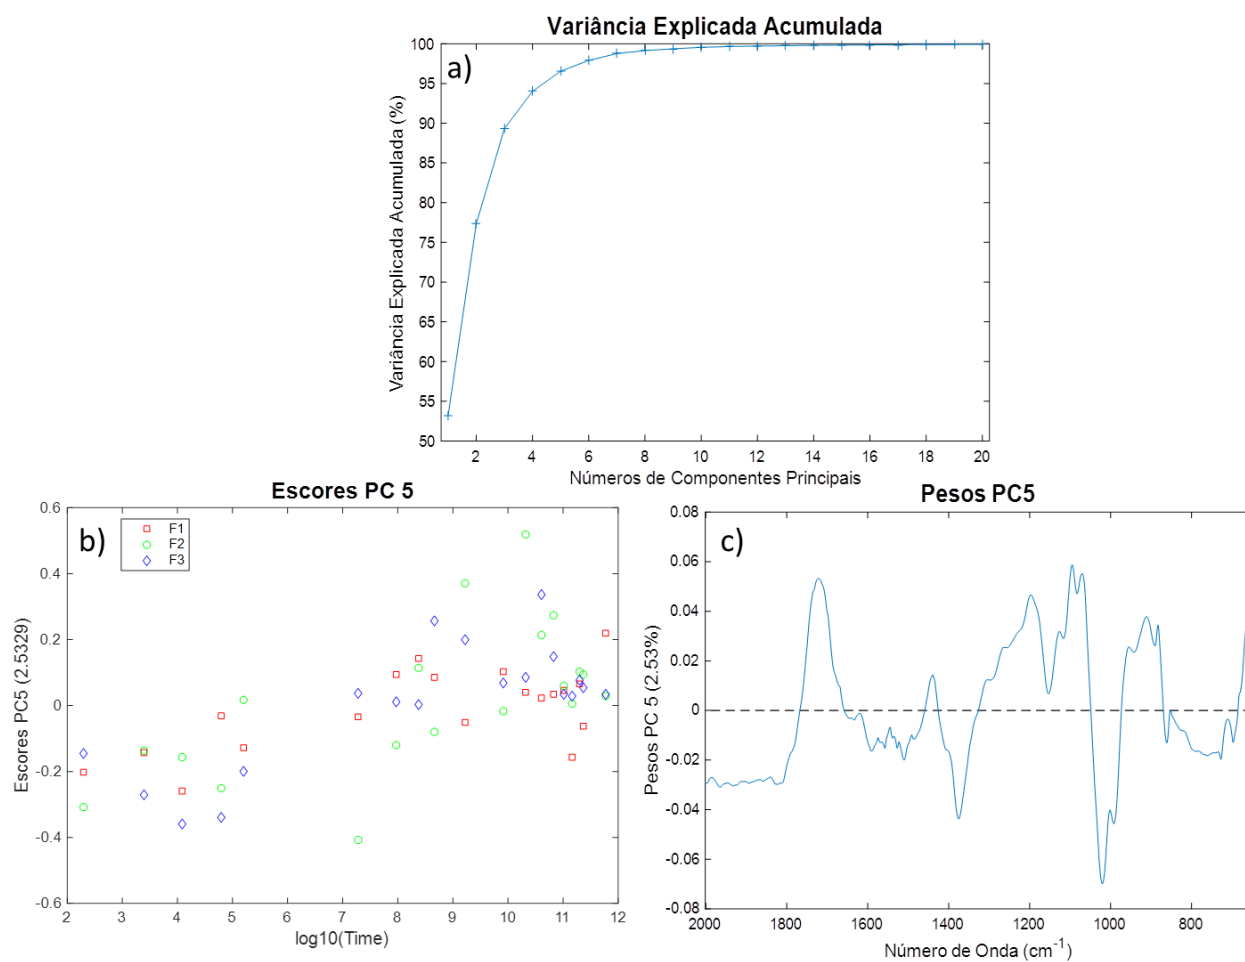 Variância Explicada Acumulada
a)
Variância Explicada Acumulada (%)
100
95
90
85
80
75
70
65
60
55
50
2 4 6 8 10 12 14 16 18 20
Números de Componentes Principais
Escores PC 5
b)
F1
F2
F3
Escores PC5 (2.5329)
0.6
0.4
0.2
0.0
-0.2
-0.4
-0.6
2 3 4 5 6 7 8 9 10 11 12
log10(Time)
Pesos PC5
c)
Pesos PC 5 (2.53%)
0.08
0.06
0.04
0.02
0
-0.02
-0.04
-0.06
-0.08
2000 1800 1600 1400 1200 1000 800
Número de Onda (cm-1)